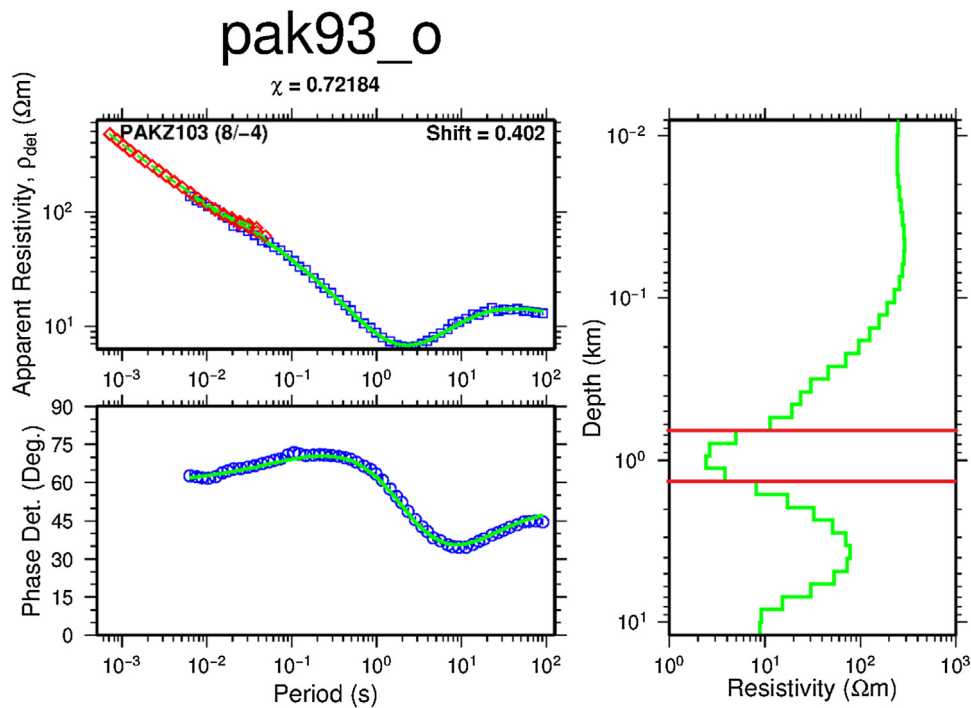 pak93_o
χ = 0.72184
Apparent Resistivity, ρdet (Ωm)
PAKZ103 (8/−4)
Shift = 0.402
10²
10¹
10⁻³ 10⁻² 10⁻¹ 10⁰ 10¹ 10²
Phase Det. (Deg.)
90
75
60
45
30
15
0
10⁻³ 10⁻² 10⁻¹ 10⁰ 10¹ 10²
Period (s)
Depth (km)
10⁻²
10⁻¹
10⁰
10¹
10⁰ 10¹ 10² 10³
Resistivity (Ωm)